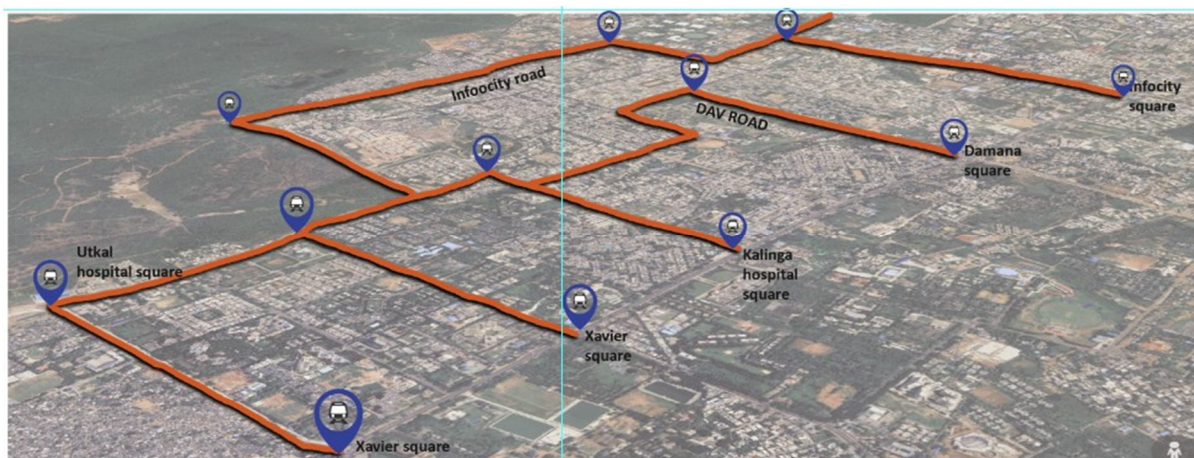 Infoocity road
DAV ROAD
Infocity
square
Damana
square
Utkal
hospital square
Kalinga
hospital
square
Xavier
square
Xavier square